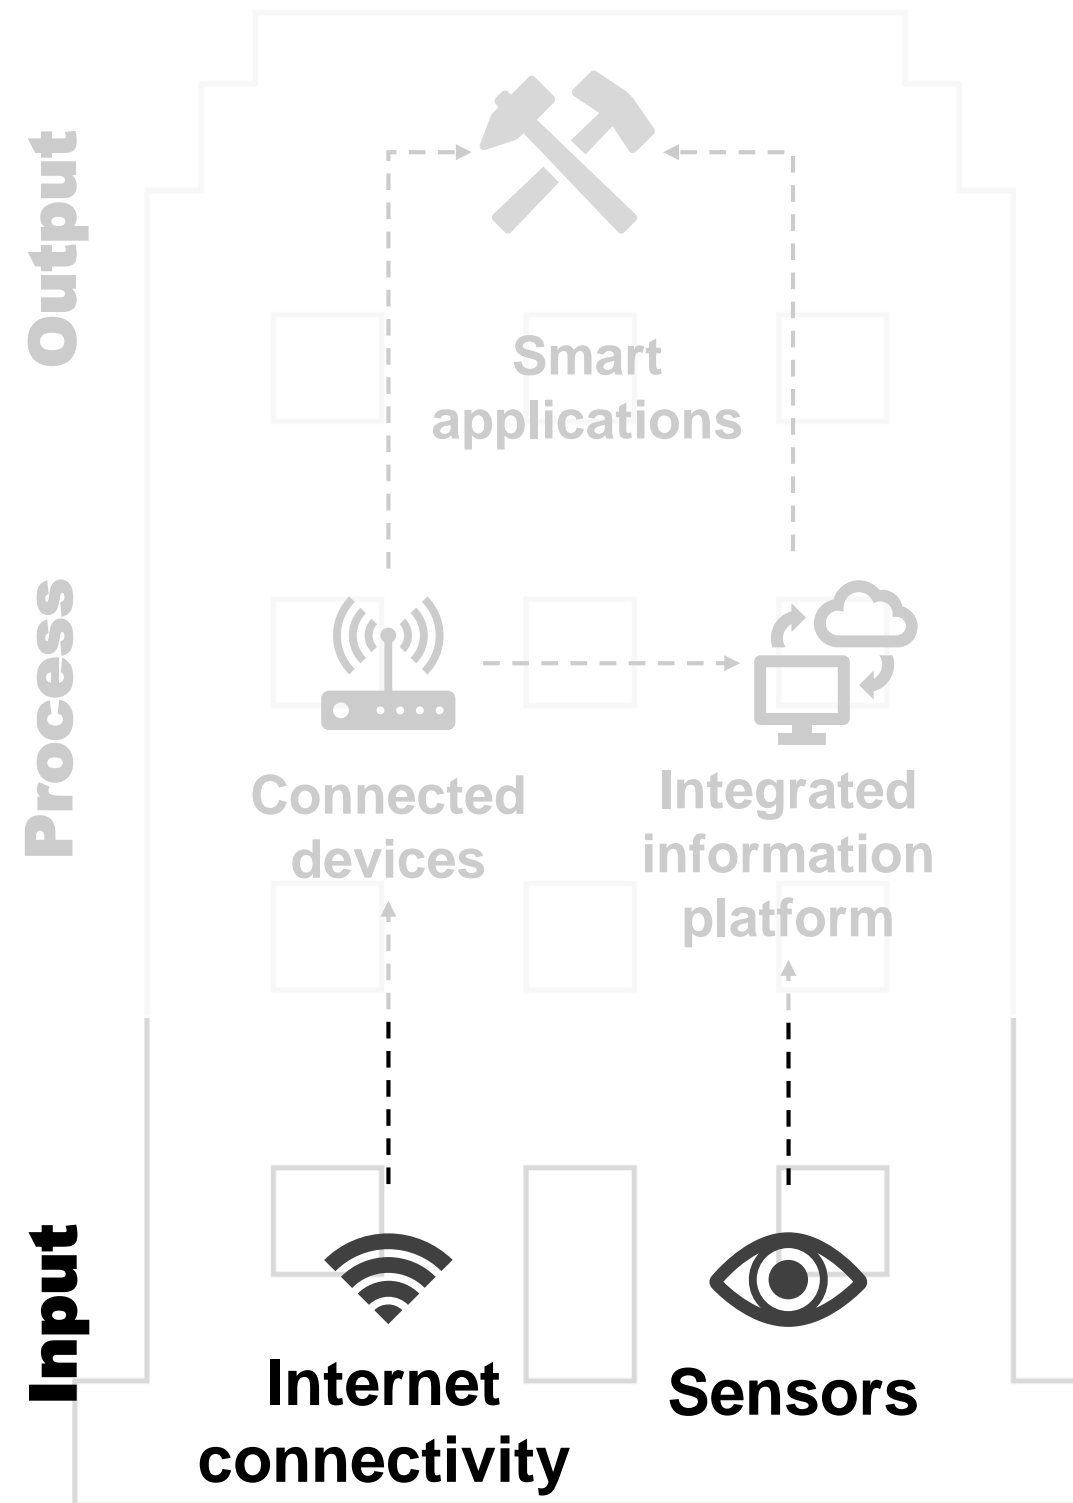 Output
Smart
applications
Process
Connected
devices
Integrated
information
platform
Input
Internet
connectivity
Sensors